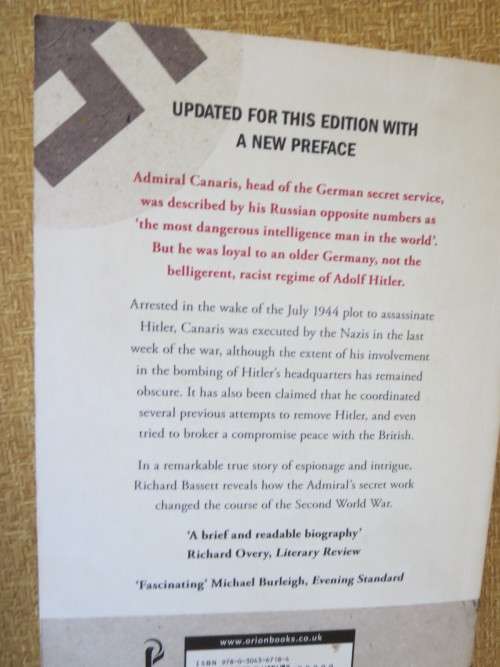 UPDATED FOR THIS EDITION WITH
A NEW PREFACE
Admiral Canaris, head of the German secret service,
was described by his Russian opposite numbers as
'the most dangerous intelligence man in the world'.
But he was loyal to an older Germany, not the
belligerent, racist regime of Adolf Hitler.
Arrested in the wake of the July 1944 plot to assassinate
Hitler, Canaris was executed by the Nazis in the last
week of the war, although the extent of his involvement
in the bombing of Hitler's headquarters has remained
obscure. It has also been claimed that he coordinated
several previous attempts to remove Hitler, and even
tried to broker a compromise peace with the British.
In a remarkable true story of espionage and intrigue,
Richard Bassett reveals how the Admiral's secret work
changed the course of the Second World War.
'A brief and readable biography'
Richard Overy, Literary Review
'Fascinating' Michael Burleigh, Evening Standard
www.orionbooks.co.uk
ISBN 978-0-3043-6718-4